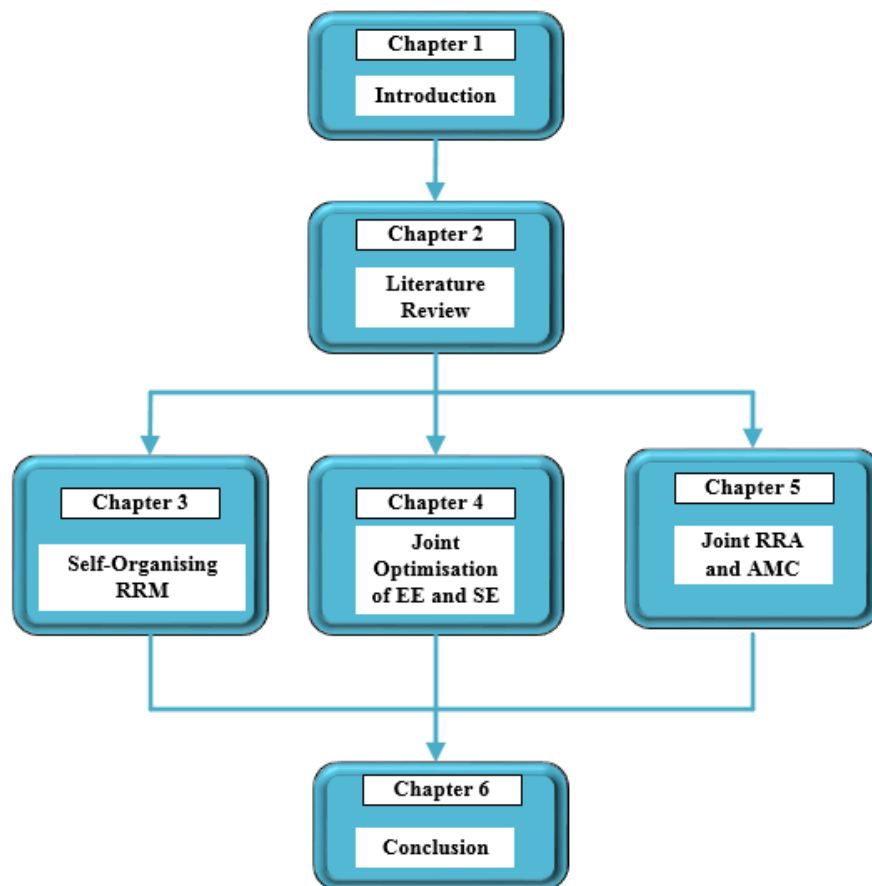 Chapter 1
Introduction
Chapter 2
Literature
Review
Chapter 3
Self-Organising
RRM
Chapter 4
Joint
Optimisation
of EE and SE
Chapter 5
Joint RRA
and AMC
Chapter 6
Conclusion